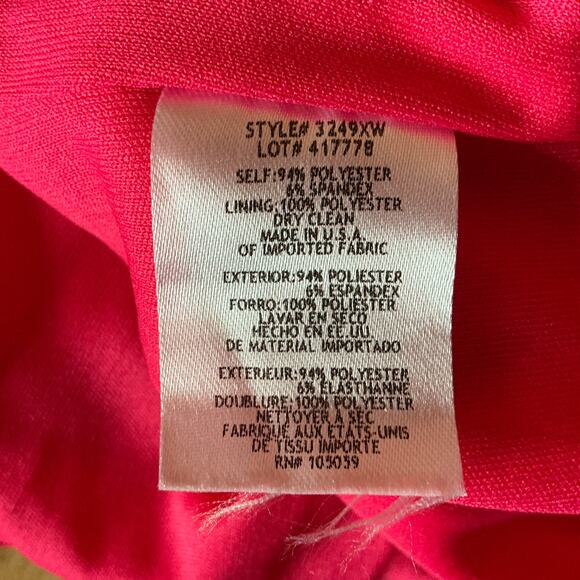 STYLE# 3249XW
LOT# 417778
SELF:94% POLYESTER
6% SPANDEX
LINING:100% POLYESTER
DRY CLEAN
MADE IN U.S.A.
OF IMPORTED FABRIC
EXTERIOR:94% POLIESTER
6% ESPANDEX
FORRO:100% POLIESTER
LAVAR EN SECO
HECHO EN EE.UU.
DE MATERIAL IMPORTADO
EXTERIEUR:94% POLYESTER
6% ELASTHANNE
DOUBLURE:100% POLYESTER
NETTOYER A SEC
FABRIQUE AUX ETATS-UNIS
DE TISSU IMPORTE
RN# 105059